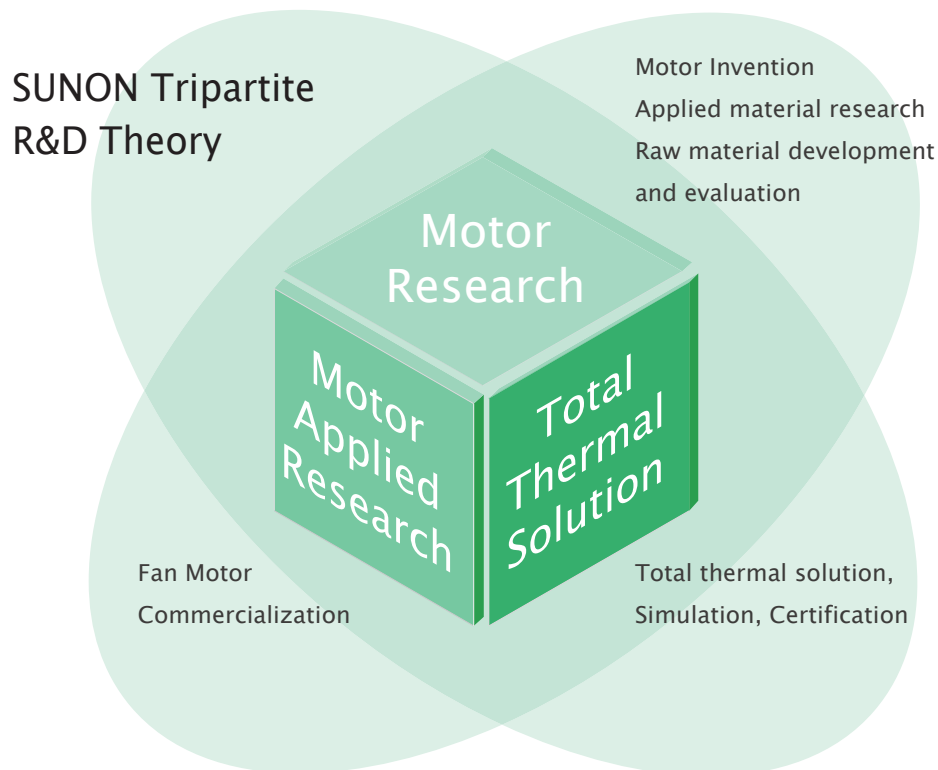 SUNON Tripartite
R&D Theory
Motor Invention
Applied material research
Raw material development
and evaluation
Motor
Research
Motor
Applied
Research
Total
Thermal
Solution
Fan Motor
Commercialization
Total thermal solution,
Simulation, Certification